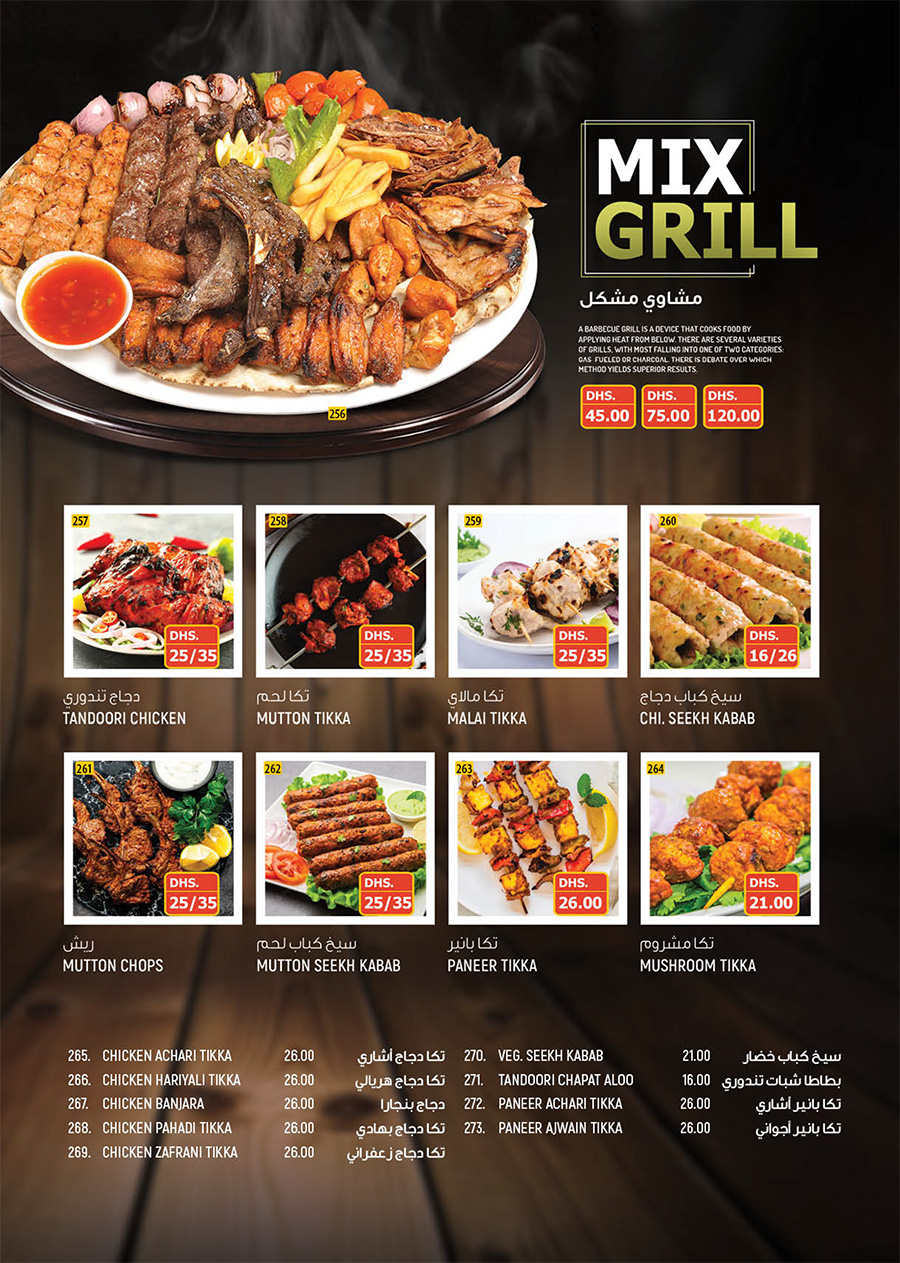 MIX
GRILL
مشاوي مشكل
A BARBECUE GRILL IS A DEVICE THAT COOKS FOOD BY
APPLYING HEAT FROM BELOW. THERE ARE SEVERAL VARIETIES
OF GRILLS, WITH MOST FALLING INTO ONE OF TWO CATEGORIES:
GAS FUELED OR CHARCOAL. THERE IS DEBATE OVER WHICH
METHOD YIELDS SUPERIOR RESULTS.
DHS. DHS. DHS.
45.00 75.00 120.00
256
257
DHS.
25/35
دجاج تندوري
TANDOORI CHICKEN
258
DHS.
25/35
تكا لحم
MUTTON TIKKA
259
DHS.
25/35
تكا مالاي
MALAI TIKKA
260
DHS.
16/26
سيخ كباب دجاج
CHI. SEEKH KABAB
261
DHS.
25/35
ريش
MUTTON CHOPS
262
DHS.
25/35
سيخ كباب لحم
MUTTON SEEKH KABAB
263
DHS.
26.00
تكا بانير
PANEER TIKKA
264
DHS.
21.00
تكا مشروم
MUSHROOM TIKKA
265. CHICKEN ACHARI TIKKA 26.00 تكا دجاج أشاري
266. CHICKEN HARIYALI TIKKA 26.00 تكا دجاج هريالي
267. CHICKEN BANJARA 26.00 دجاج بنجارا
268. CHICKEN PAHADI TIKKA 26.00 تكا دجاج بهادي
269. CHICKEN ZAFRANI TIKKA 26.00 تكا دجاج زعفراني
270. VEG. SEEKH KABAB 21.00 سيخ كباب خضار
271. TANDOORI CHAPAT ALOO 16.00 بطاطا شبات تندوري
272. PANEER ACHARI TIKKA 26.00 تكا بانير أشاري
273. PANEER AJWAIN TIKKA 26.00 تكا بانير أجواني